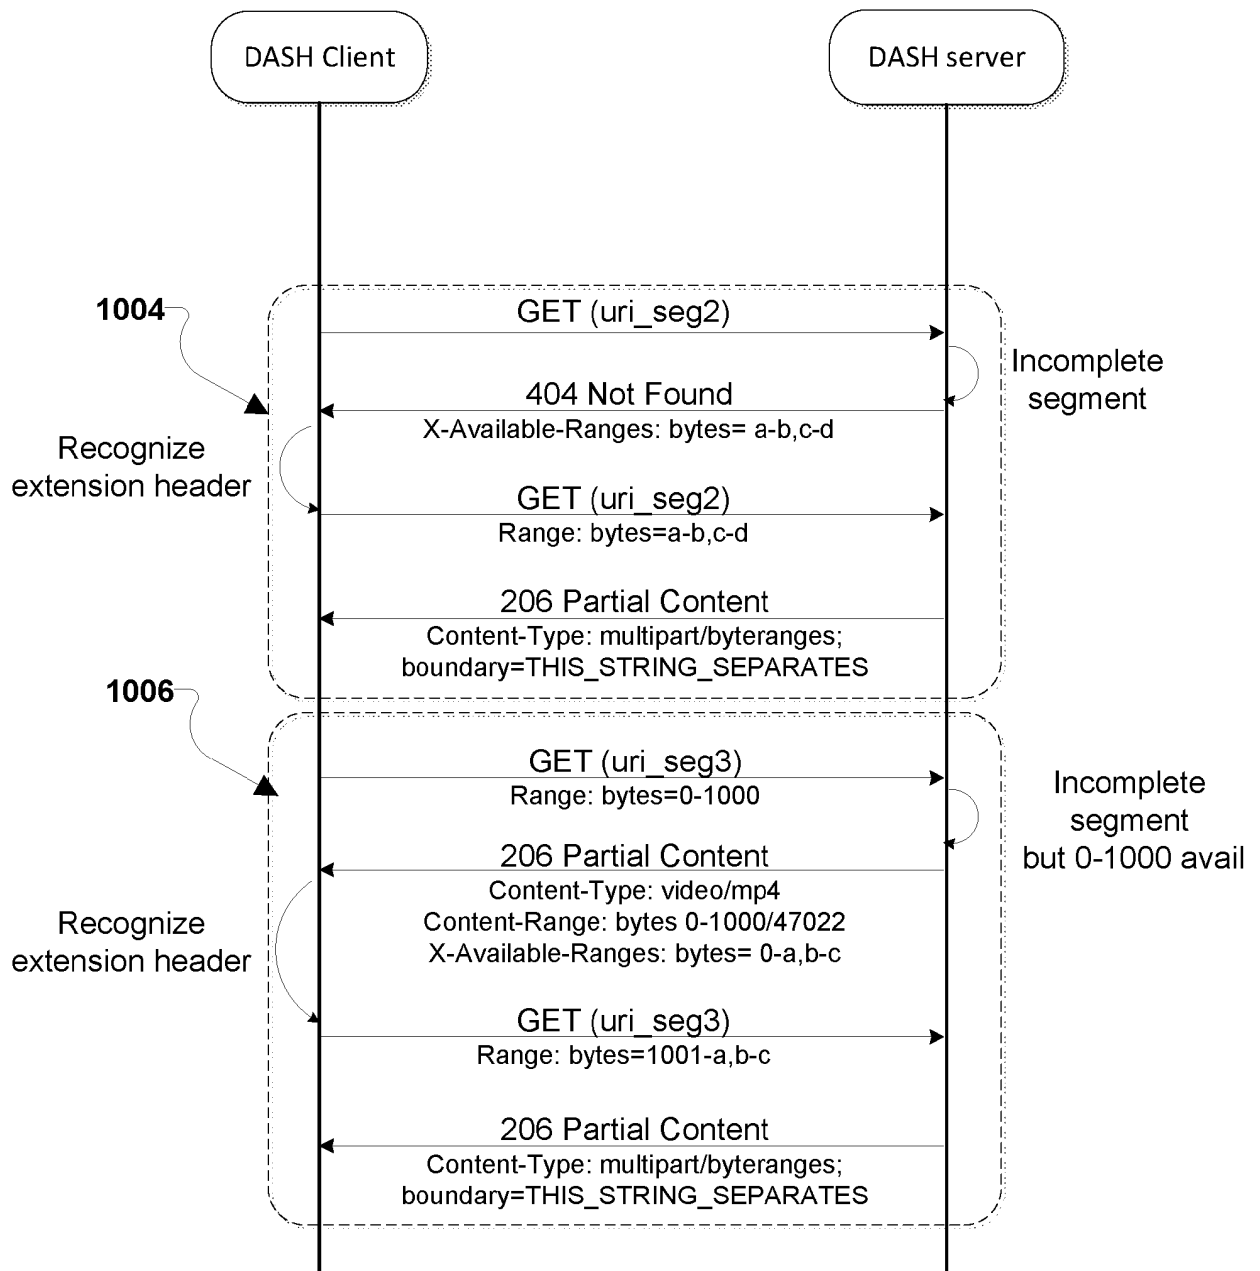 DASH Client
DASH server
1004
GET (uri_seg2)
Incomplete
segment
404 Not Found
X-Available-Ranges: bytes= a-b,c-d
Recognize
extension header
GET (uri_seg2)
Range: bytes=a-b,c-d
206 Partial Content
Content-Type: multipart/byteranges;
boundary=THIS_STRING_SEPARATES
1006
GET (uri_seg3)
Range: bytes=0-1000
Incomplete
segment
but 0-1000 avail
206 Partial Content
Content-Type: video/mp4
Content-Range: bytes 0-1000/47022
X-Available-Ranges: bytes= 0-a,b-c
Recognize
extension header
GET (uri_seg3)
Range: bytes=1001-a,b-c
206 Partial Content
Content-Type: multipart/byteranges;
boundary=THIS_STRING_SEPARATES